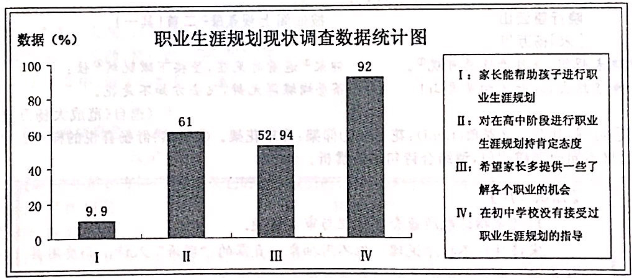 职业生涯规划现状调查数据统计图
数据（%）
100
80
60
40
20
0
9.9
61
52.94
92
Ⅰ
Ⅱ
Ⅲ
Ⅳ
Ⅰ：家长能帮助孩子进行职
业生涯规划
Ⅱ：对在高中阶段进行职业
生涯规划持肯定态度
Ⅲ：希望家长多提供一些了
解各个职业的机会
Ⅳ：在初中学校没有接受过
职业生涯规划的指导